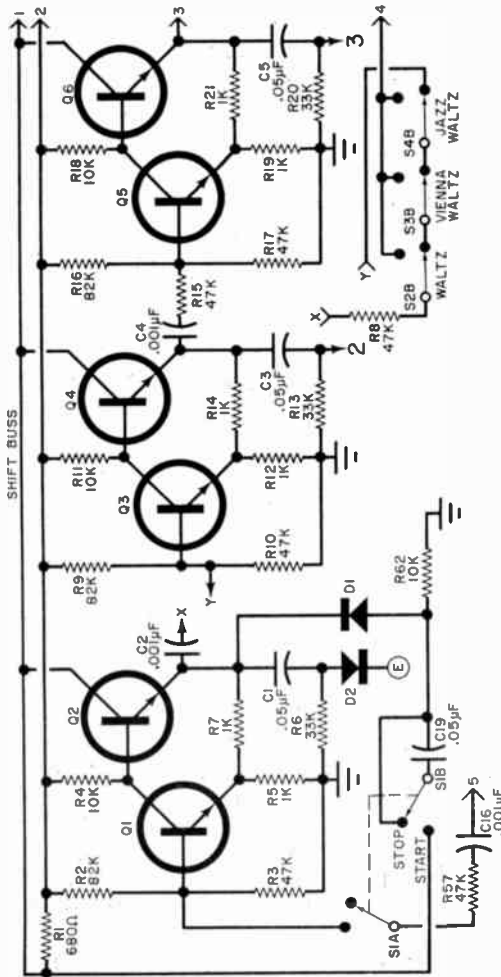 SHIFT BUSS
1
2
3
4
R1
680Ω
R2
82K
R4
10K
Q1
Q2
C2
.001µF
X
R3
47K
R5
1K
R7
1K
C1
.05µF
R6
33K
D2
E
D1
R62
10K
C19
.05µF
S1B
STOP
START
S1A
R57
47K
C16
.001µF
5
R9
82K
R11
10K
Q3
Q4
Y
R10
47K
R12
1K
R14
1K
C3
.05µF
R13
33K
2
C4
.001µF
R15
47K
R16
82K
R18
10K
Q5
Q6
R17
47K
R19
1K
R21
1K
C5
.05µF
R20
33K
3
X
R8
47K
Y
S2B
WALTZ
S3B
VIENNA
WALTZ
S4B
JAZZ
WALTZ